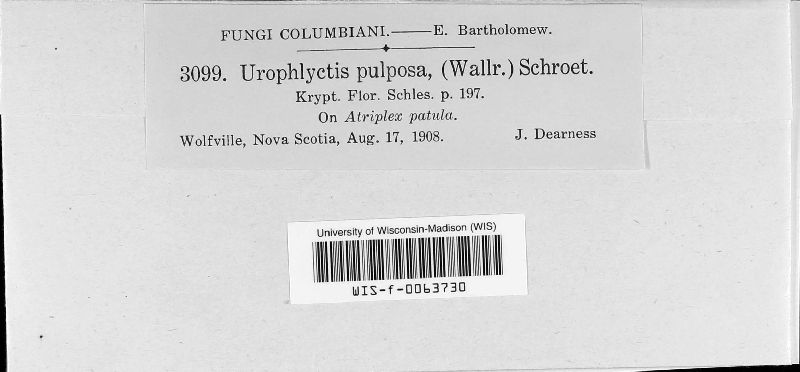 FUNGI COLUMBIANI.——E. Bartholomew.
3099. Urophlyctis pulposa, (Wallr.) Schroet.
Krypt. Flor. Schles. p. 197.
On Atriplex patula.
Wolfville, Nova Scotia, Aug. 17, 1908. J. Dearness
University of Wisconsin-Madison (WIS)
WIS-f-0063730